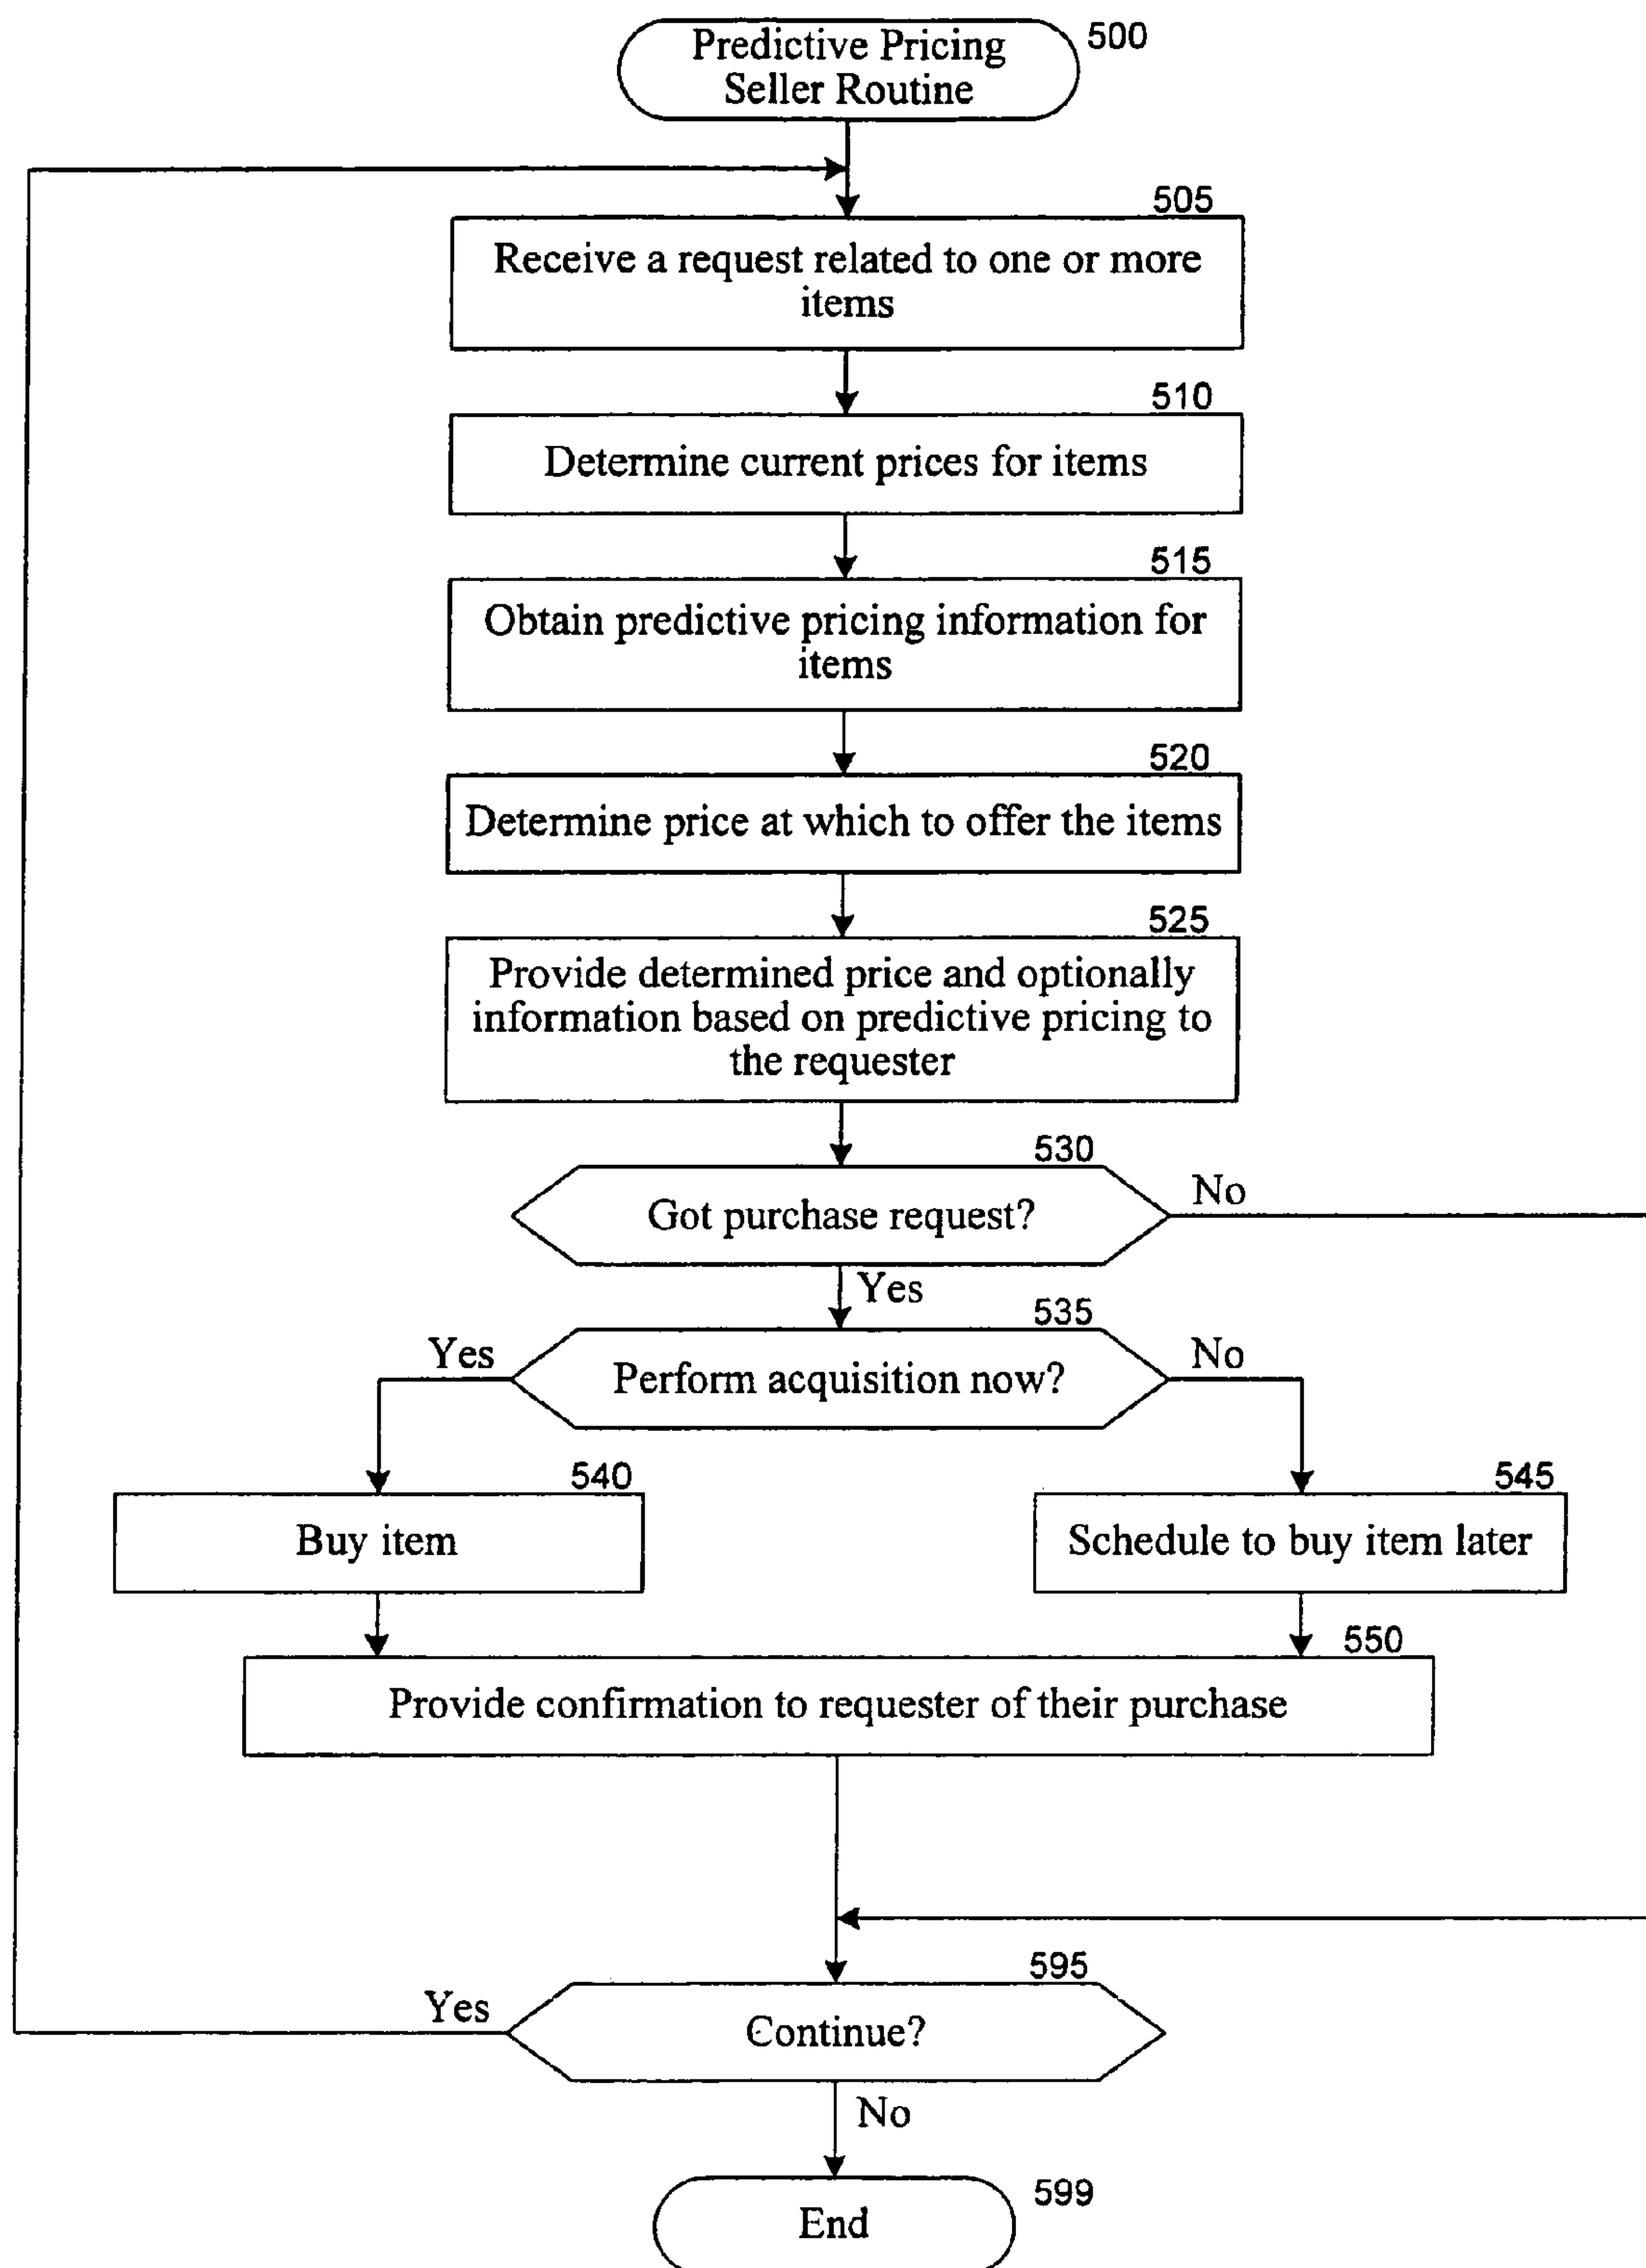 Predictive Pricing
Seller Routine
500
505
Receive a request related to one or more
items
510
Determine current prices for items
515
Obtain predictive pricing information for
items
520
Determine price at which to offer the items
525
Provide determined price and optionally
information based on predictive pricing to
the requester
530
Got purchase request?
No
Yes
535
Yes
Perform acquisition now?
No
540
Buy item
545
Schedule to buy item later
550
Provide confirmation to requester of their purchase
595
Yes
Continue?
No
599
End